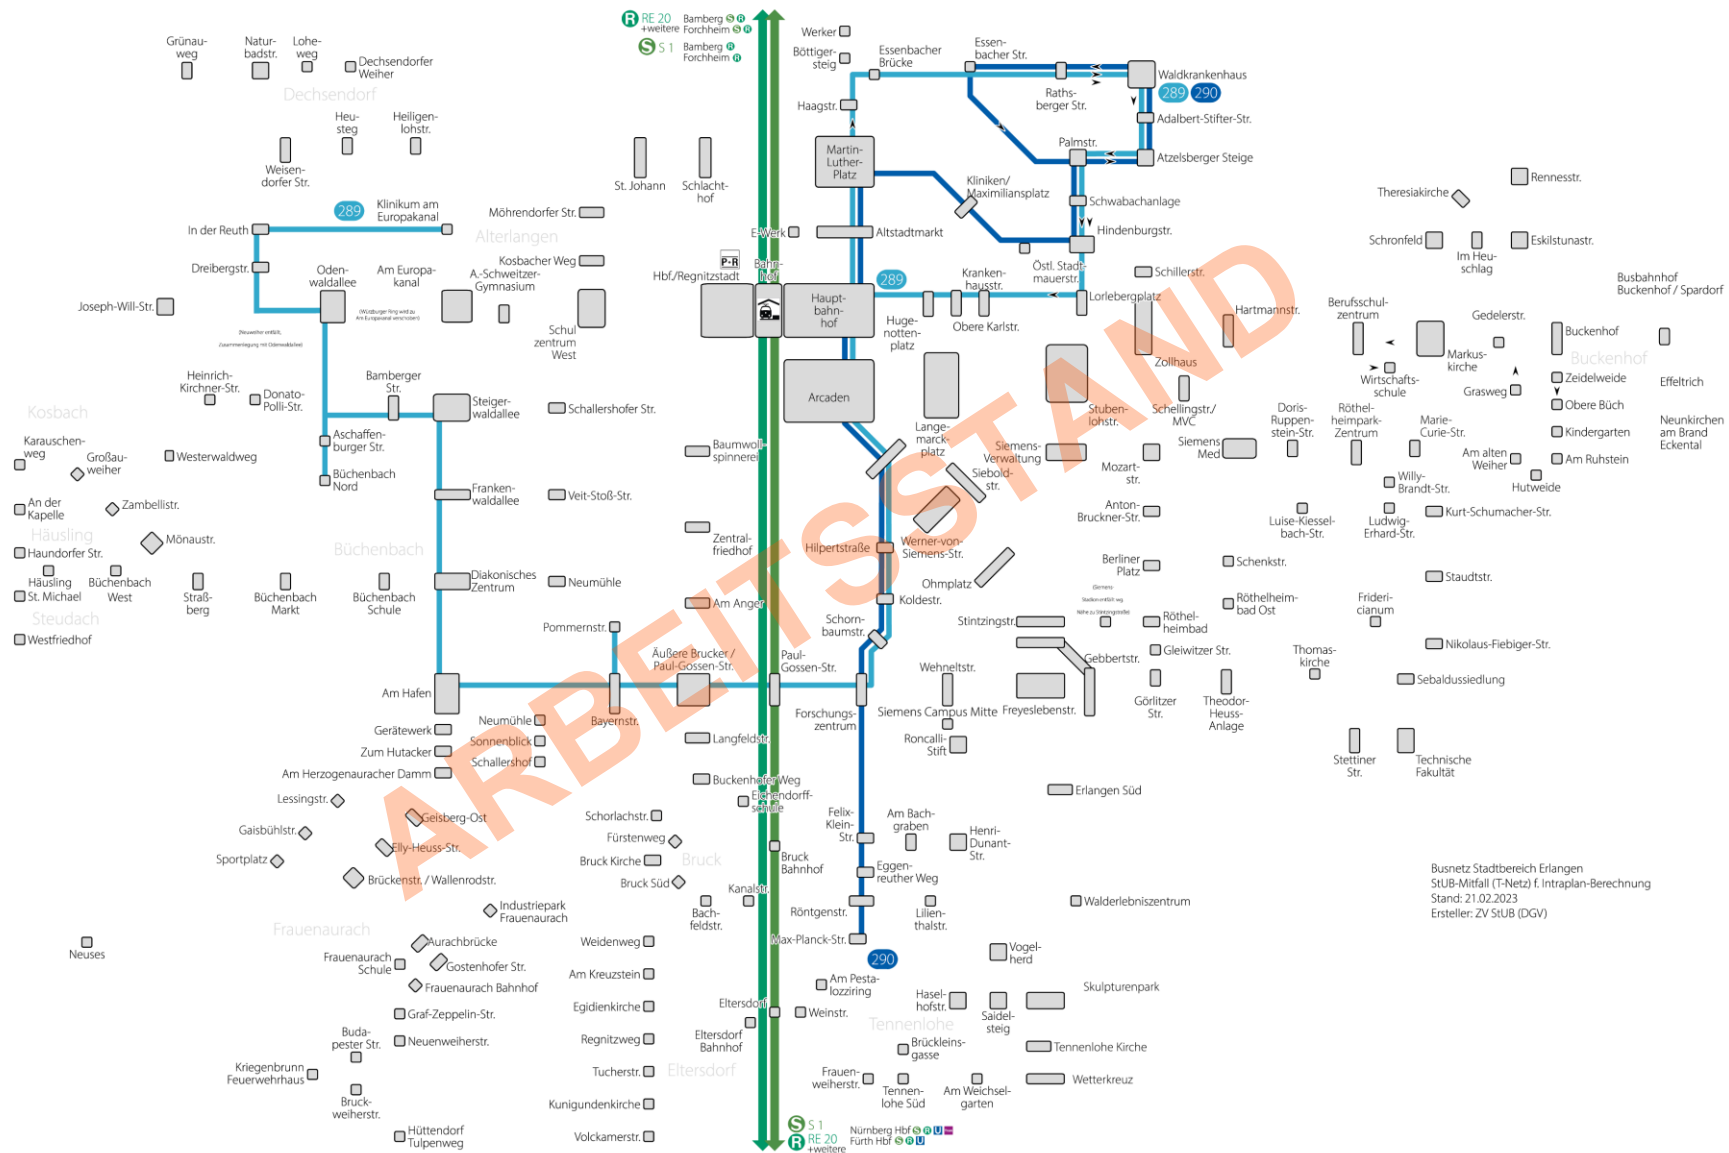 RE 20
+weitere
Bamberg S R
Forchheim S R
S S 1
Bamberg R
Forchheim R
Grünau-
weg
Natur-
badstr.
Lohe-
weg
Dechsendorfer
Weiher
Dechsendorf
Heu-
steg
Heiligen-
lohstr.
Weisen-
dorfer Str.
St. Johann
Schlacht-
hof
Werker
Böttiger-
steig
Essenbacher
Brücke
Essen-
bacher Str.
Raths-
berger Str.
Waldkrankenhaus
289
290
Haagstr.
Adalbert-Stifter-Str.
Martin-
Luther-
Platz
Palmstr.
Atzelsberger Steige
Kliniken/
Maximiliansplatz
Schwabachanlage
Rennesstr.
Theresiakirche
289
Klinikum am
Europakanal
Möhrendorfer Str.
In der Reuth
Alterlangen
E-Werk
Altstadtmarkt
Hindenburgstr.
Östl. Stadt-
mauerstr.
Schronfeld
Im Heu-
schlag
Eskilstunastr.
Dreibergstr.
Oden-
waldallee
Am Europa-
kanal
A.-Schweitzer-
Gymnasium
Kosbacher Weg
P+R
Hbf./Regnitzstadt
Bahn-
hof
289
Kranken-
hausstr.
Schillerstr.
Lorlebergplatz
Busbahnhof
Buckenhof / Spardorf
Joseph-Will-Str.
(Würzburger Ring wird zu
Am Europakanal verschoben)
(Neuweiher entfällt,
Zusammenlegung mit Odenwaldallee)
Schul
zentrum
West
Haupt-
bahn-
hof
Huge-
notten-
platz
Obere Karlstr.
Zollhaus
Hartmannstr.
Berufsschul-
zentrum
Gedelerstr.
Markus-
kirche
Buckenhof
Buckenhof
Wirtschafts-
schule
Grasweg
Zeidelweide
Obere Büch
Effeltrich
Neunkirchen
am Brand
Eckental
Heinrich-
Kirchner-Str.
Donato-
Polli-Str.
Bamberger
Str.
Steiger-
waldallee
Schallershofer Str.
Arcaden
Lange-
marck-
platz
Stuben-
lohstr.
Schellingstr./
MVC
Doris-
Ruppen-
stein-Str.
Röthel-
heimpark-
Zentrum
Marie-
Curie-Str.
Kindergarten
Kosbach
Karauschen-
weg
Großau-
weiher
Westerwaldweg
Aschaffen-
burger Str.
Büchenbach
Nord
Baumwoll-
spinnerei
Siemens-
Verwaltung
Siebold-
str.
Mozart-
str.
Siemens
Med
Am alten
Weiher
Am Ruhstein
Hutweide
Willy-
Brandt-Str.
An der
Kapelle
Zambellistr.
Franken-
waldallee
Veit-Stoß-Str.
Anton-
Bruckner-Str.
Luise-Kiessel-
bach-Str.
Ludwig-
Erhard-Str.
Kurt-Schumacher-Str.
Häusling
Mönaustr.
Haundorfer Str.
Büchenbach
Zentral-
friedhof
Hilpertstraße
Werner-von-
Siemens-Str.
Berliner
Platz
Schenkstr.
Häusling
St. Michael
Büchenbach
West
Straß-
berg
Büchenbach
Markt
Büchenbach
Schule
Diakonisches
Zentrum
Neumühle
Am Anger
Ohmplatz
Koldestr.
(Siemens
Stadion entfällt weg.
Nähe zu Stintzingstraße)
Röthelheim-
bad Ost
Staudtstr.
Steudach
Westfriedhof
Pommernstr.
Schorn-
baumstr.
Stintzingstr.
Röthel-
heimbad
Frideri-
cianum
Äußere Brucker /
Paul-Gossen-Str.
Paul-
Gossen-Str.
Wehneltstr.
Gebbertstr.
Gleiwitzer Str.
Thomas-
kirche
Nikolaus-Fiebiger-Str.
Am Hafen
Bayernstr.
Forschungs-
zentrum
Siemens Campus Mitte
Freyeslebenstr.
Görlitzer
Str.
Theodor-
Heuss-
Anlage
Sebaldussiedlung
Gerätewerk
Neumühle
Langfeldstr.
Roncalli-
Stift
Zum Hutacker
Sonnenblick
Stettiner
Str.
Technische
Fakultät
Am Herzogenauracher Damm
Schallershof
Buckenhofer Weg
Eichendorff-
schule
Erlangen Süd
Lessingstr.
Geisberg-Ost
Schorlachstr.
Felix-
Klein-
Str.
Am Bach-
graben
Henri-
Dunant-
Str.
Gaisbühlstr.
Elly-Heuss-Str.
Fürstenweg
Sportplatz
Bruck Kirche
Bruck
Bruck
Bahnhof
Eggen-
reuther Weg
Brückenstr. / Wallenrodstr.
Bruck Süd
Kanalstr.
Industriepark
Frauenaurach
Bach-
feldstr.
Röntgenstr.
Lilien-
thalstr.
Walderlebniszentrum
Busnetz Stadtbereich Erlangen
StUB-Mitfall (T-Netz) f. Intraplan-Berechnung
Stand: 21.02.2023
Ersteller: ZV StUB (DGV)
Frauenaurach
Neuses
Aurachbrücke
Weidenweg
Max-Planck-Str.
290
Vogel-
herd
Frauenaurach
Schule
Gostenhofer Str.
Am Kreuzstein
Am Pesta-
lozziring
Frauenaurach Bahnhof
Egidienkirche
Eltersdorf
Weinstr.
Hasel-
hofstr.
Saidel-
steig
Skulpturenpark
Graf-Zeppelin-Str.
Eltersdorf
Bahnhof
Tennenlohe
Buda-
pester Str.
Neuenweiherstr.
Regnitzweg
Brückleins-
gasse
Tennenlohe Kirche
Kriegenbrunn
Feuerwehrhaus
Tucherstr.
Eltersdorf
Frauen-
weiherstr.
Tennen-
lohe Süd
Am Weichsel-
garten
Wetterkreuz
Bruck-
weiherstr.
Kunigundenkirche
Hüttendorf
Tulpenweg
Volckamerstr.
S S 1
R RE 20
+weitere
Nürnberg Hbf S R U
Fürth Hbf S R U
ARBEITSSTAND